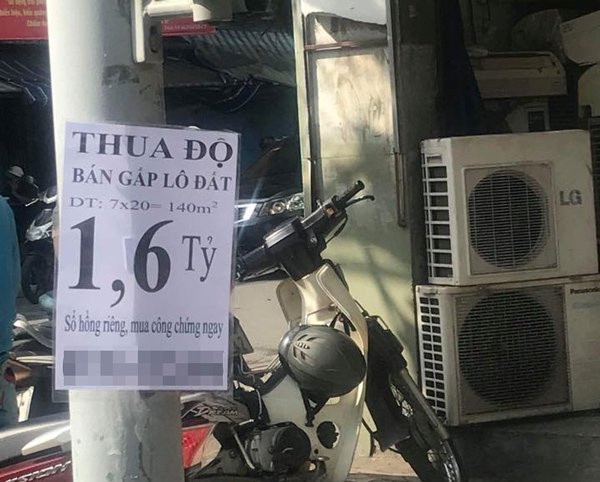 THUA ĐỘ
BÁN GẤP LÔ ĐẤT
DT: 7x20= 140m²
1,6 Tỷ
Sổ hồng riêng, mua công chứng ngay
LG
Panasonic
DREAM